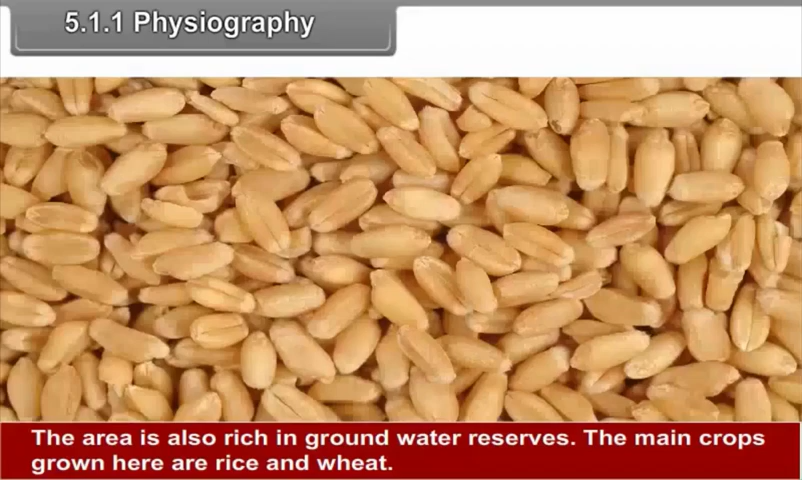 5.1.1 Physiography
The area is also rich in ground water reserves. The main crops
grown here are rice and wheat.